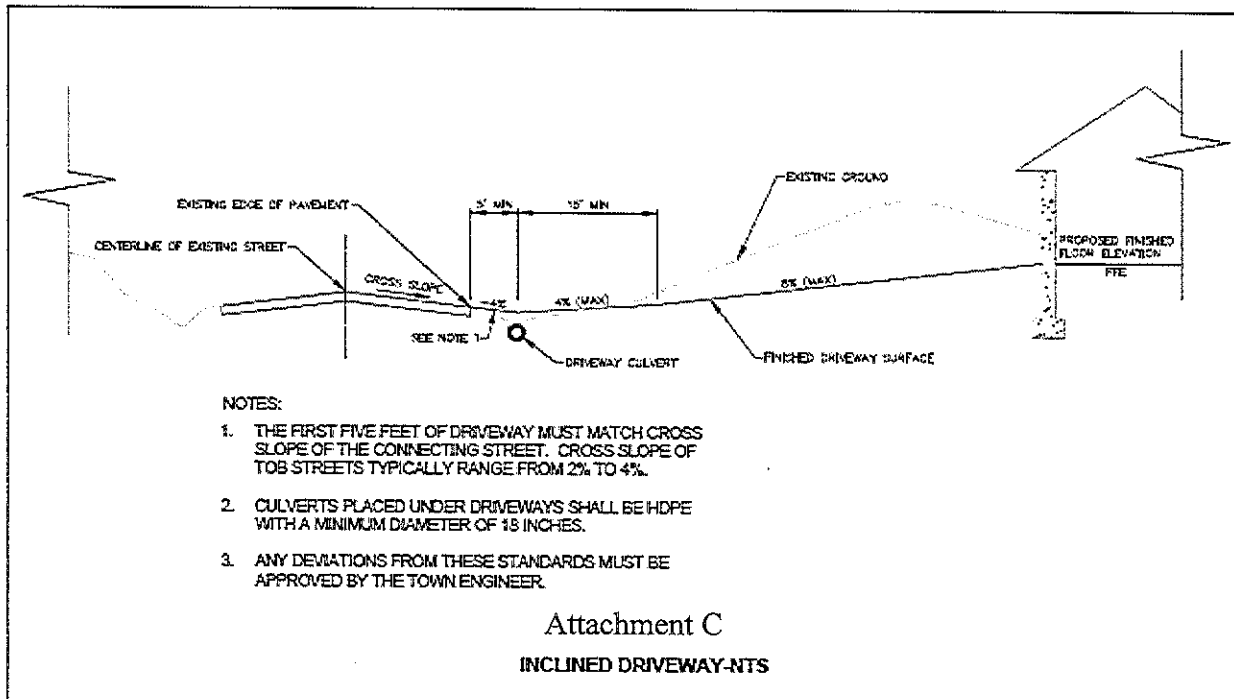 EXISTING GROUND
5' MIN
15' MIN
EXISTING EDGE OF PAVEMENT
CENTERLINE OF EXISTING STREET
CROSS SLOPE
PROPOSED FINISHED
FLOOR ELEVATION
FFE
-4%
4% (MAX)
8% (MAX)
SEE NOTE 1
DRIVEWAY CULVERT
FINISHED DRIVEWAY SURFACE
NOTES:
1. THE FIRST FIVE FEET OF DRIVEWAY MUST MATCH CROSS
SLOPE OF THE CONNECTING STREET. CROSS SLOPE OF
TOB STREETS TYPICALLY RANGE FROM 2% TO 4%.
2. CULVERTS PLACED UNDER DRIVEWAYS SHALL BE HDPE
WITH A MINIMUM DIAMETER OF 18 INCHES.
3. ANY DEVIATIONS FROM THESE STANDARDS MUST BE
APPROVED BY THE TOWN ENGINEER.
Attachment C
INCLINED DRIVEWAY-NTS